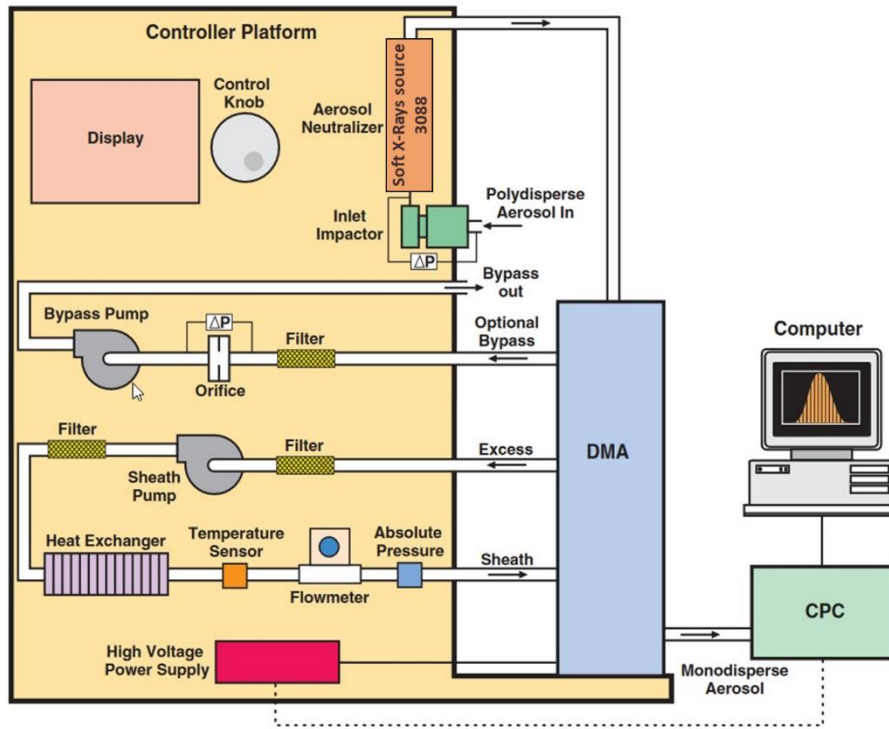 Controller Platform
Display
Control
Knob
Aerosol
Neutralizer
Soft X-Rays source
3088
Inlet
Impactor
ΔP
Polydisperse
Aerosol In
Bypass
out
Bypass Pump
ΔP
Orifice
Filter
Optional
Bypass
Filter
Sheath
Pump
Filter
Excess
DMA
Computer
Heat Exchanger
Temperature
Sensor
Flowmeter
Absolute
Pressure
Sheath
CPC
High Voltage
Power Supply
Monodisperse
Aerosol